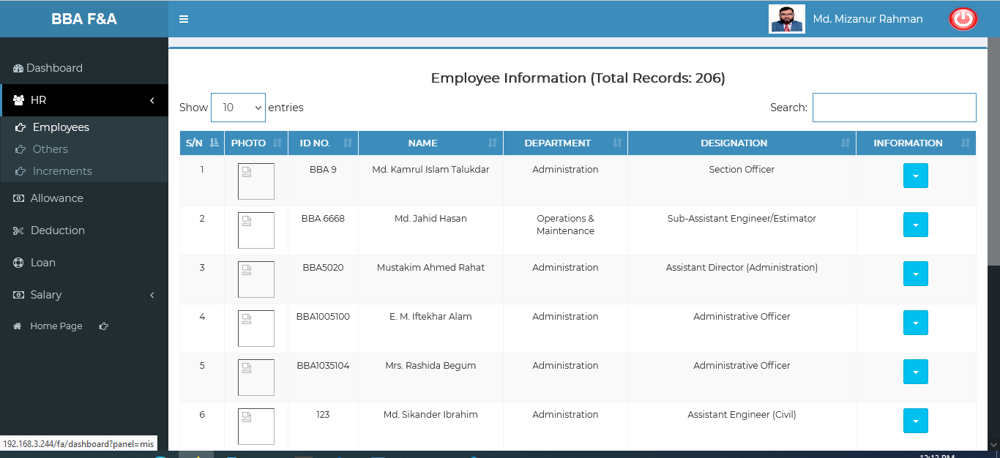 BBA F&A
Md. Mizanur Rahman
Dashboard
HR
Employees
Others
Increments
Allowance
Deduction
Loan
Salary
Home Page
Employee Information (Total Records: 206)
Show 10 entries
Search:
S/N PHOTO ID NO. NAME DEPARTMENT DESIGNATION INFORMATION
1 BBA 9 Md. Kamrul Islam Talukdar Administration Section Officer
2 BBA 6668 Md. Jahid Hasan Operations & Sub-Assistant Engineer/Estimator
Maintenance
3 BBA5020 Mustakim Ahmed Rahat Administration Assistant Director (Administration)
4 BBA1005100 E. M. Iftekhar Alam Administration Administrative Officer
5 BBA1035104 Mrs. Rashida Begum Administration Administrative Officer
6 123 Md. Sikander Ibrahim Administration Assistant Engineer (Civil)
192.168.3.244/fa/dashboard?panel=mis